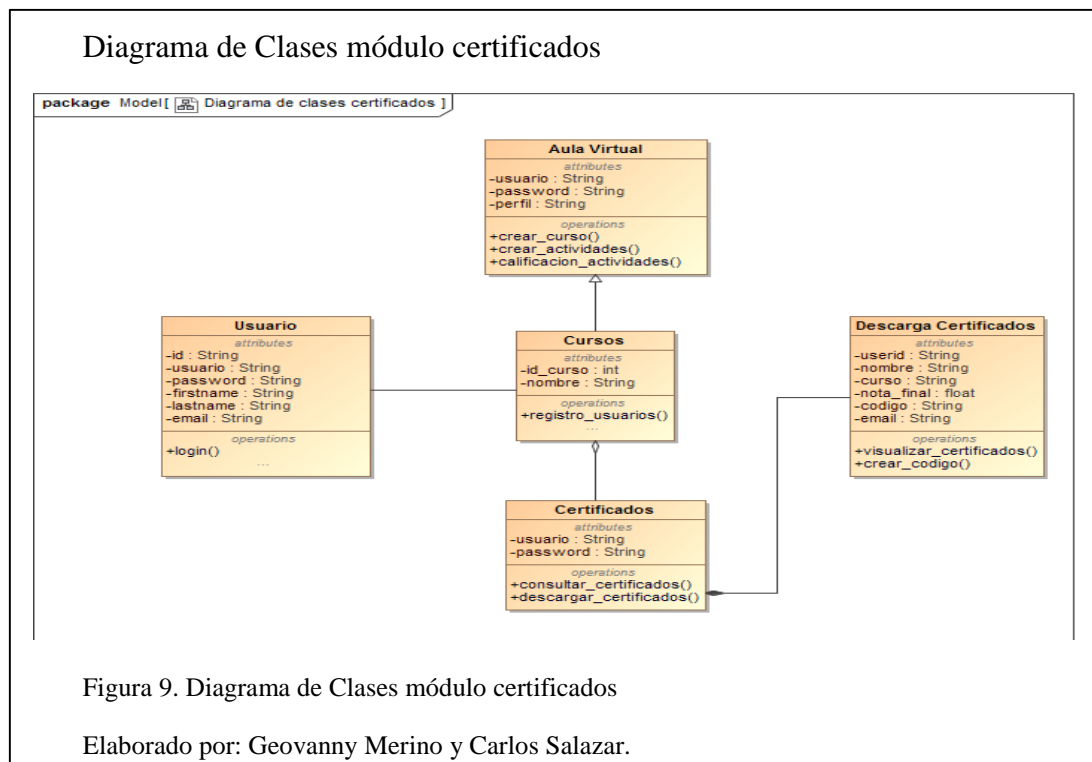 Diagrama de Clases módulo certificados
package Model[ Diagrama de clases certificados ]
Aula Virtual
attributes
-usuario : String
-password : String
-perfil : String
operations
+crear_curso()
+crear_actividades()
+calificacion_actividades()
Usuario
attributes
-id : String
-usuario : String
-password : String
-firstname : String
-lastname : String
-email : String
operations
+login()
...
Cursos
attributes
-id_curso : int
-nombre : String
operations
+registro_usuarios()
...
Descarga Certificados
attributes
-userid : String
-nombre : String
-curso : String
-nota_final : float
-codigo : String
-email : String
operations
+visualizar_certificados()
+crear_codigo()
Certificados
attributes
-usuario : String
-password : String
operations
+consultar_certificados()
+descargar_certificados()
Figura 9. Diagrama de Clases módulo certificados
Elaborado por: Geovanny Merino y Carlos Salazar.